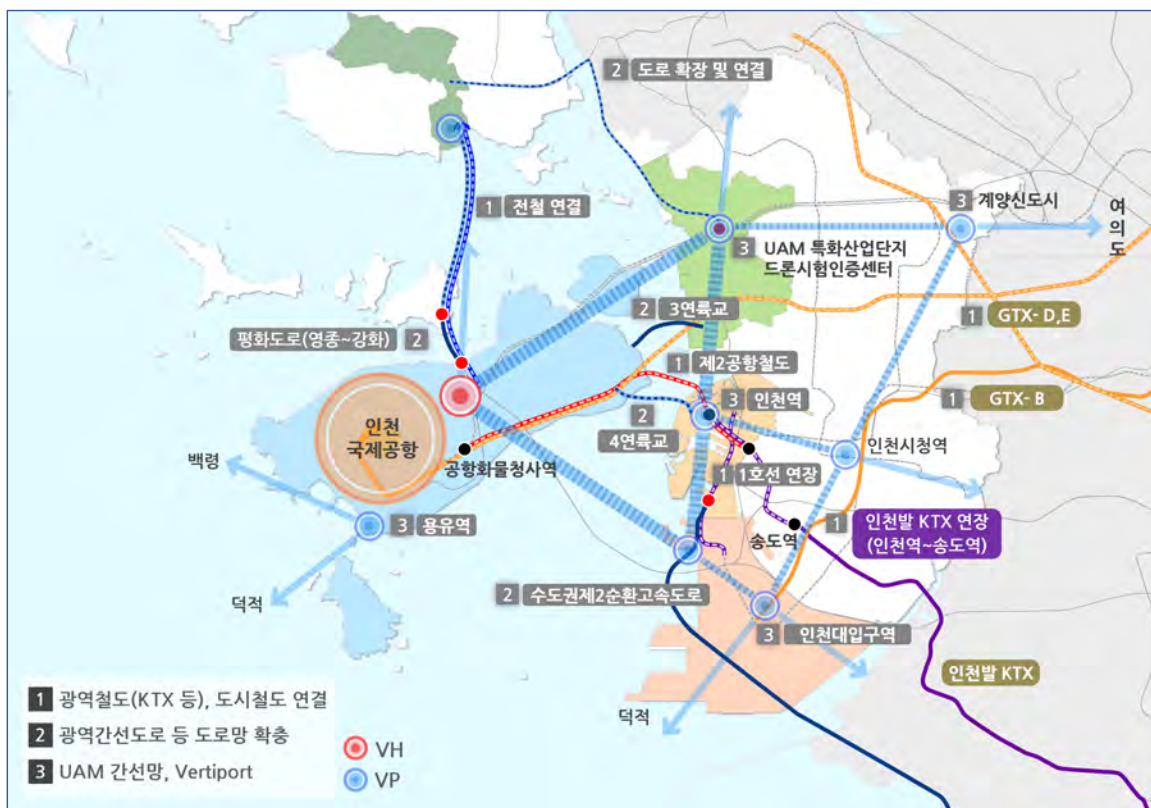 2 도로 확장 및 연결
1 전철 연결
3 계양신도시
여의도
3 UAM 특화산업단지
드론시험인증센터
2 3연륙교
1 GTX- D,E
평화도로(영종~강화) 2
1 제2공항철도
1 GTX- B
3 인천역
인천
국제공항
2
4연륙교
인천시청역
백령
공항화물청사역
1 1호선 연장
3 용유역
송도역
1 인천발 KTX 연장
(인천역~송도역)
덕적
2 수도권제2순환고속도로
3 인천대입구역
인천발 KTX
덕적
1 광역철도(KTX 등), 도시철도 연결
2 광역간선도로 등 도로망 확충
3 UAM 간선망, Vertiport
VH
VP